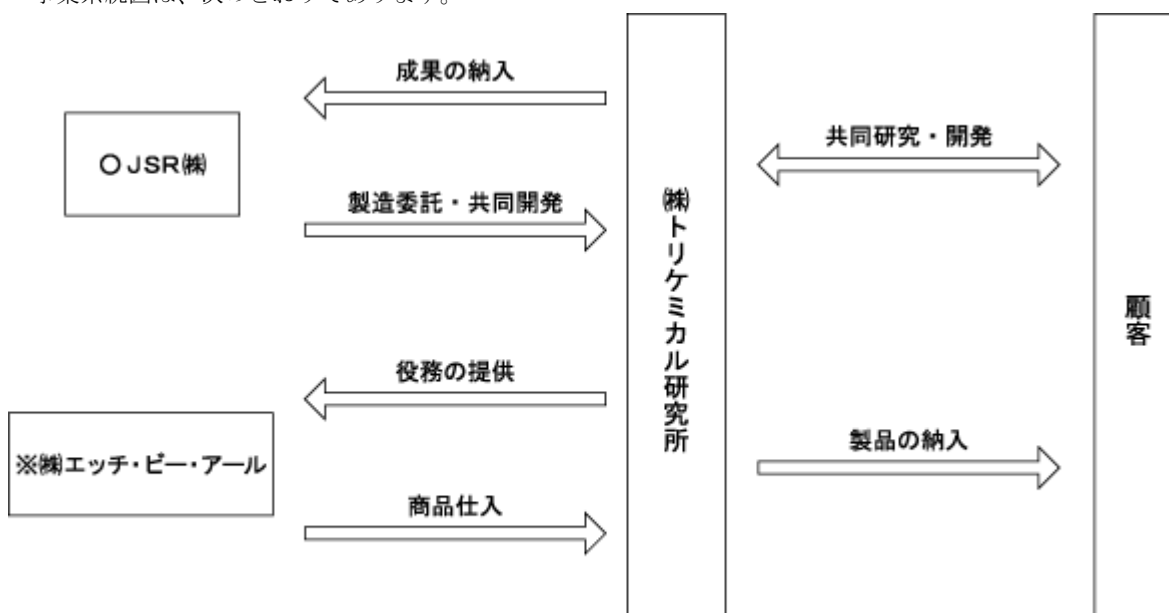 事業系統図は、次のとおりであります。
成果の納入
○JSR㈱
製造委託・共同開発
役務の提供
※㈱エッチ・ビー・アール
商品仕入
㈱トリケミカル研究所
共同研究・開発
製品の納入
顧客